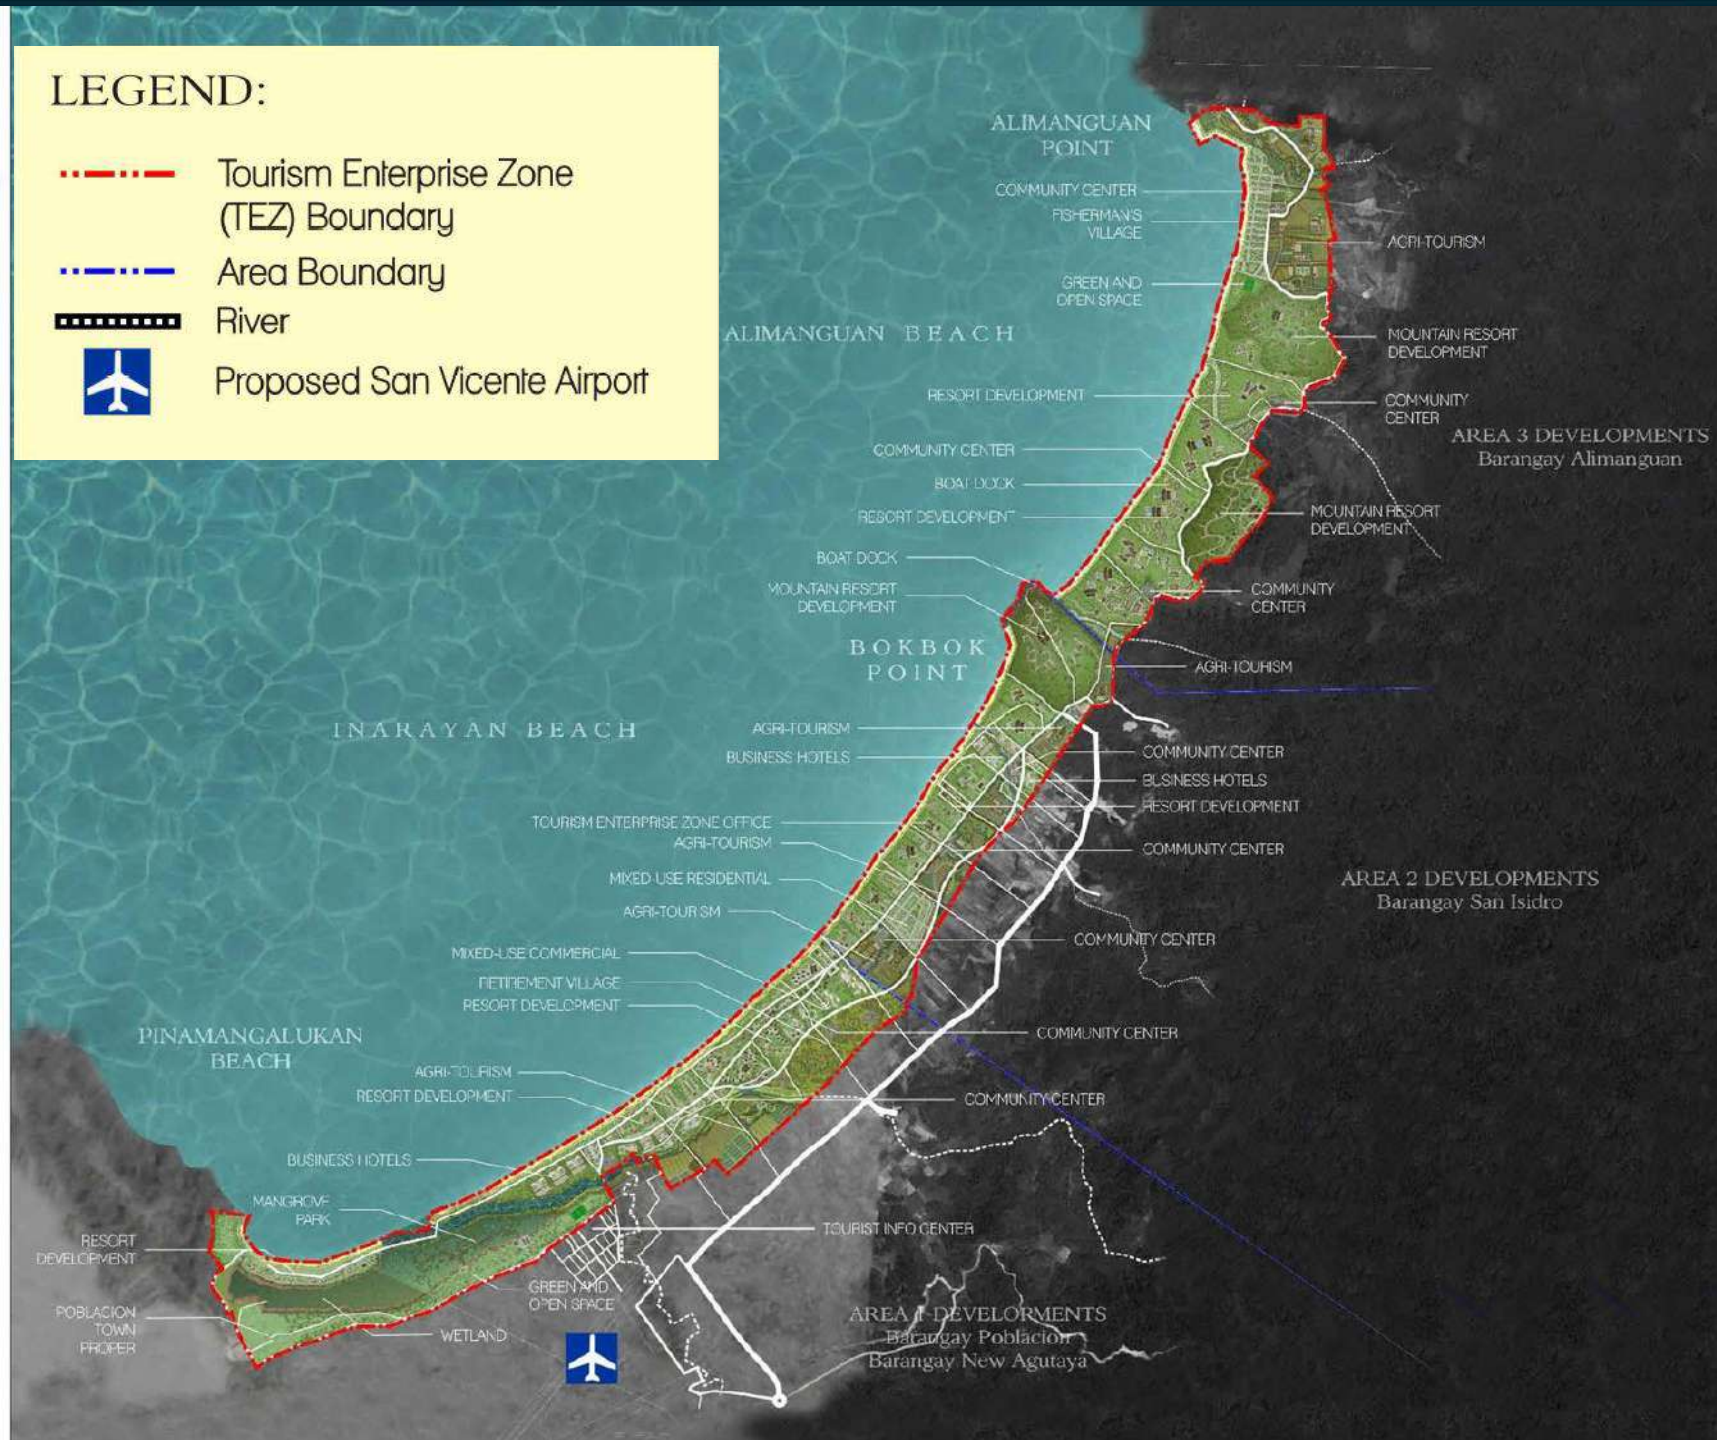 LEGEND:
Tourism Enterprise Zone
(TEZ) Boundary
Area Boundary
River
Proposed San Vicente Airport
ALIMANGUAN
POINT
COMMUNITY CENTER
FISHERMAN'S
VILLAGE
AGRI-TOURISM
GREEN AND
OPEN SPACE
ALIMANGUAN BEACH
MOUNTAIN RESORT
DEVELOPMENT
RESORT DEVELOPMENT
COMMUNITY
CENTER
AREA 3 DEVELOPMENTS
Barangay Alimanguan
COMMUNITY CENTER
BOAT DOCK
RESORT DEVELOPMENT
MOUNTAIN RESORT
DEVELOPMENT
BOAT DOCK
MOUNTAIN RESORT
DEVELOPMENT
COMMUNITY
CENTER
BOKBOK
POINT
AGRI-TOURISM
INARAYAN BEACH
AGRI-TOURISM
BUSINESS HOTELS
COMMUNITY CENTER
BUSINESS HOTELS
RESORT DEVELOPMENT
TOURISM ENTERPRISE ZONE OFFICE
AGRI-TOURISM
COMMUNITY CENTER
MIXED-USE RESIDENTIAL
AREA 2 DEVELOPMENTS
Barangay San Isidro
AGRI-TOURISM
COMMUNITY CENTER
MIXED-USE COMMERCIAL
RETIREMENT VILLAGE
RESORT DEVELOPMENT
COMMUNITY CENTER
PINAMANGALUKAN
BEACH
AGRI-TOURISM
RESORT DEVELOPMENT
COMMUNITY CENTER
BUSINESS HOTELS
MANGROVE
PARK
TOURIST INFO CENTER
RESORT
DEVELOPMENT
GREEN AND
OPEN SPACE
POBLACION
TOWN
PROPER
WETLAND
AREA 1 DEVELORMENTS
Barangay Poblacion
Barangay New Agutaya